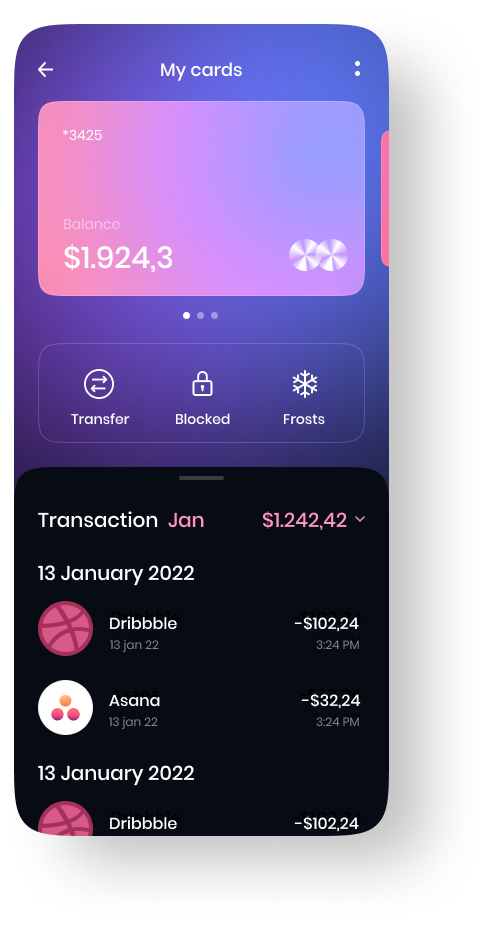 My cards
*3425
Balance
$1.924,3
Transfer
Blocked
Frosts
Transaction Jan $1.242,42
13 January 2022
Dribbble -$102,24
13 jan 22 3:24 PM
Asana -$32,24
13 jan 22 3:24 PM
13 January 2022
Dribbble -$102,24